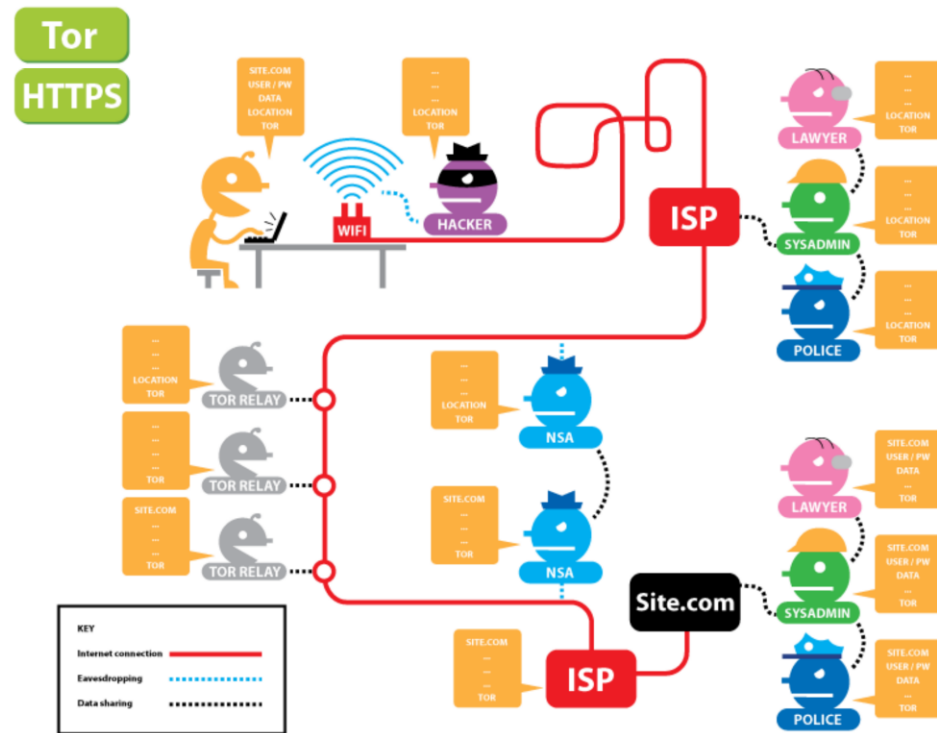 Tor
HTTPS
SITE.COM
USER / PW
DATA
LOCATION
TOR
...
...
...
LOCATION
TOR
WIFI
HACKER
ISP
LAWYER
...
...
...
LOCATION
TOR
SYSADMIN
...
...
...
LOCATION
TOR
POLICE
...
...
...
LOCATION
TOR
...
...
...
LOCATION
TOR
TOR RELAY
...
...
...
...
TOR
TOR RELAY
SITE.COM
...
...
...
TOR
TOR RELAY
...
...
...
LOCATION
TOR
NSA
SITE.COM
...
...
...
TOR
NSA
LAWYER
SITE.COM
USER / PW
DATA
...
TOR
Site.com
SYSADMIN
SITE.COM
USER / PW
DATA
...
TOR
POLICE
SITE.COM
USER / PW
DATA
...
TOR
SITE.COM
...
...
...
TOR
ISP
KEY
Internet connection
Eavesdropping
Data sharing